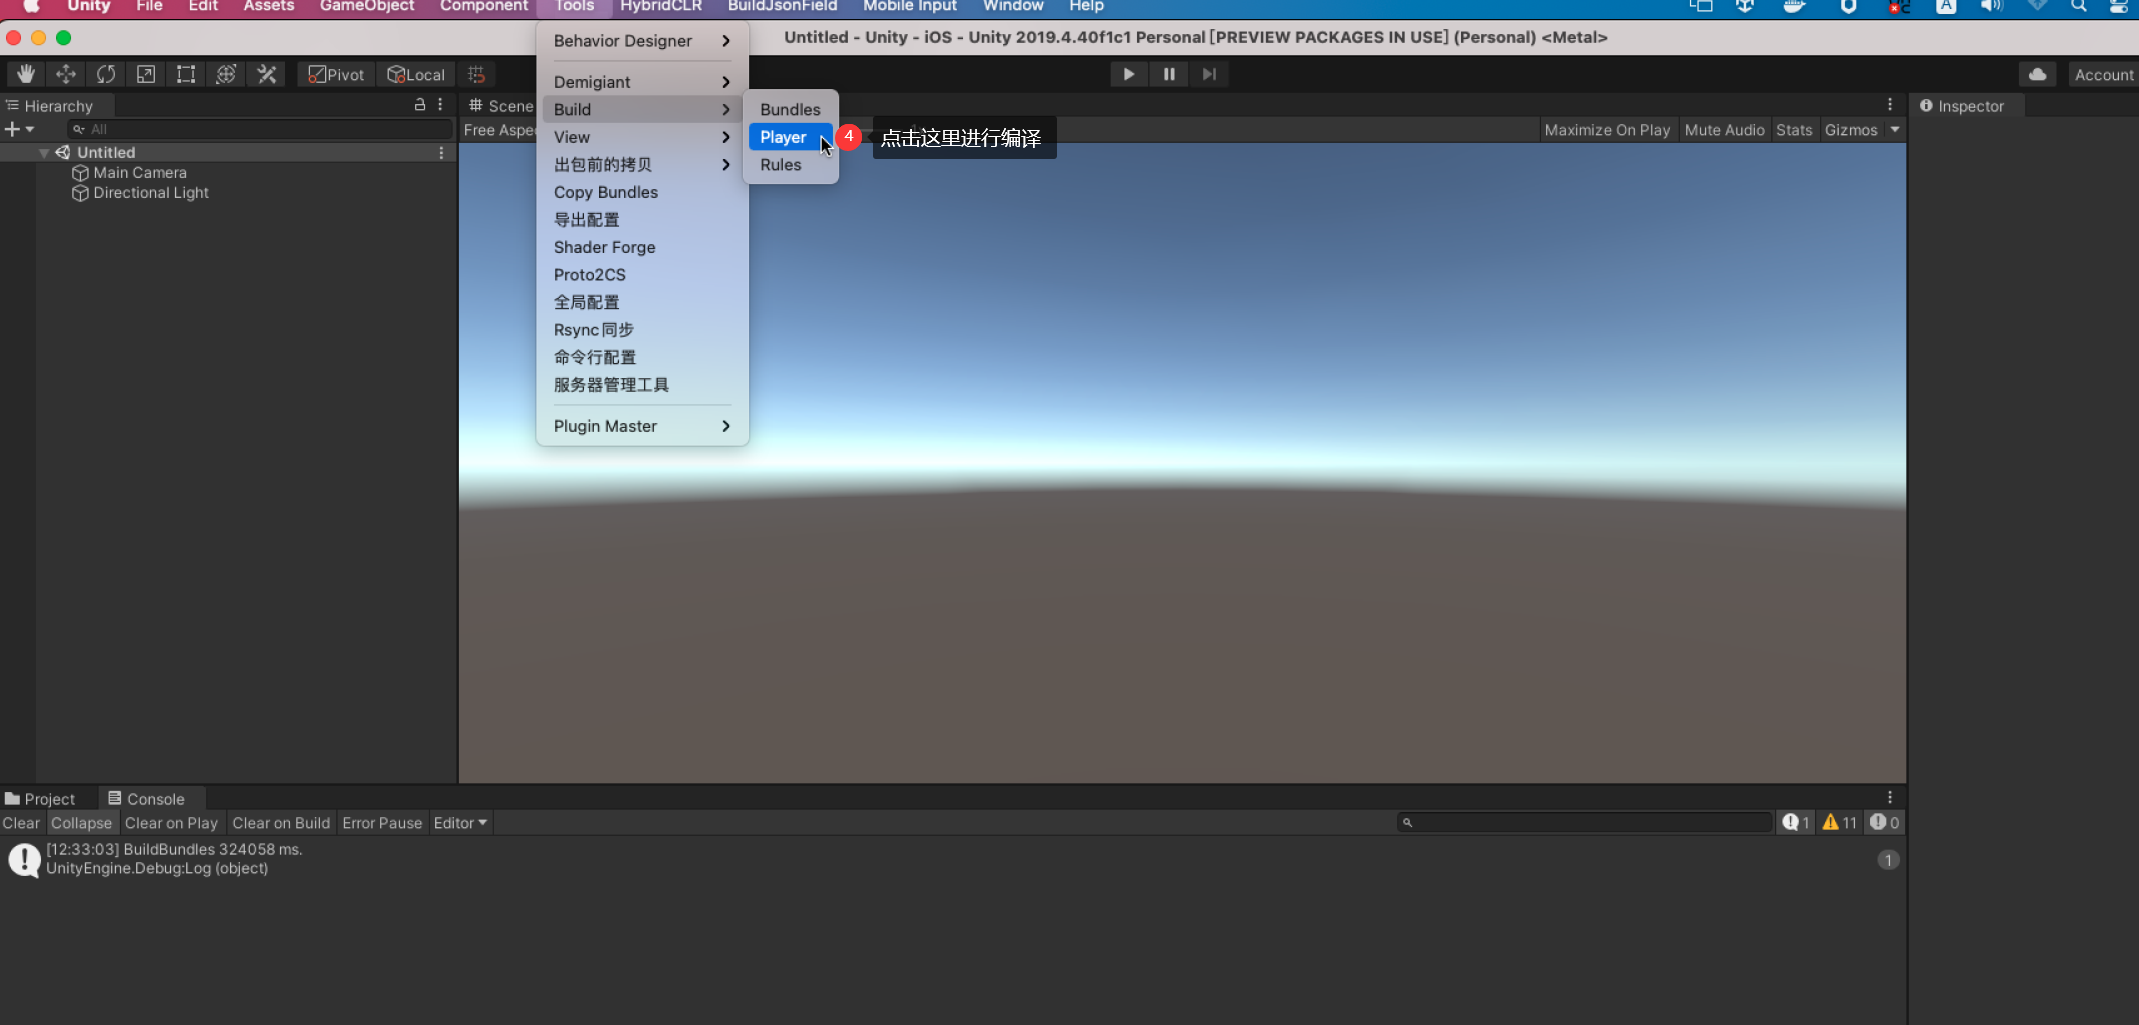 Unity File Edit Assets GameObject Component Tools HybridCLR BuildJsonField Mobile Input Window Help
A
Untitled - Unity - iOS - Unity 2019.4.40f1c1 Personal [PREVIEW PACKAGES IN USE] (Personal) <Metal>
Pivot Local
Account
Hierarchy
All
Untitled
Main Camera
Directional Light
Scene
Free Aspe
Maximize On Play Mute Audio Stats Gizmos
Inspector
Behavior Designer
Demigiant
Build
View
出包前的拷贝
Copy Bundles
导出配置
Shader Forge
Proto2CS
全局配置
Rsync同步
命令行配置
服务器管理工具
Plugin Master
Bundles
Player
Rules
4 点击这里进行编译
Project Console
Clear Collapse Clear on Play Clear on Build Error Pause Editor
1 11 0
[12:33:03] BuildBundles 324058 ms.
UnityEngine.Debug:Log (object)
1